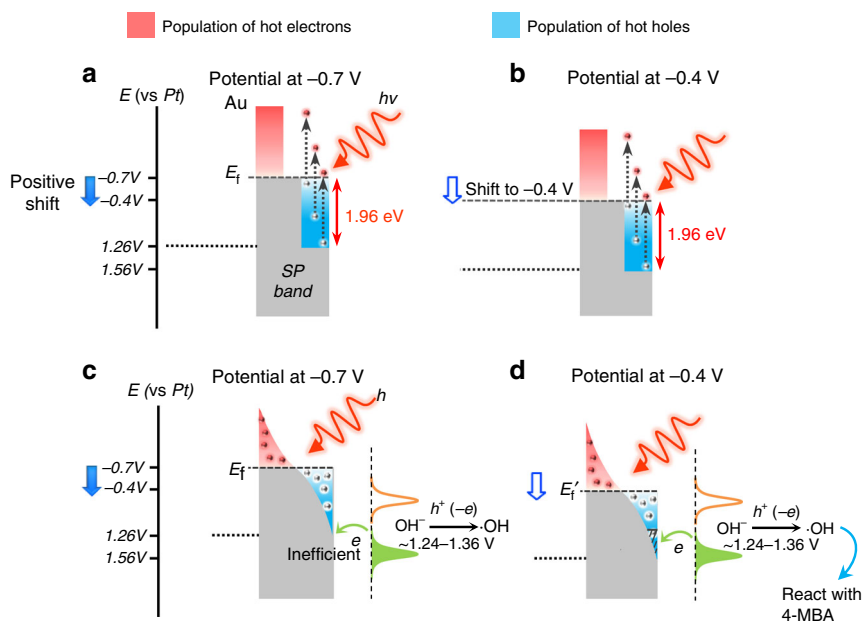 Population of hot electrons
Population of hot holes
a
E (vs Pt)
Potential at –0.7 V
Au
hν
Ef
Positive
shift
–0.7V
–0.4V
1.26V
1.56V
1.96 eV
SP
band
b
Potential at –0.4 V
Shift to –0.4 V
1.96 eV
c
E (vs Pt)
Potential at –0.7 V
h
Ef
–0.7V
–0.4V
1.26V
1.56V
e
Inefficient
h⁺ (–e)
OH⁻ → ·OH
~1.24–1.36 V
d
Potential at –0.4 V
Ef′
e
h⁺ (–e)
OH⁻ → ·OH
~1.24–1.36 V
React with
4-MBA